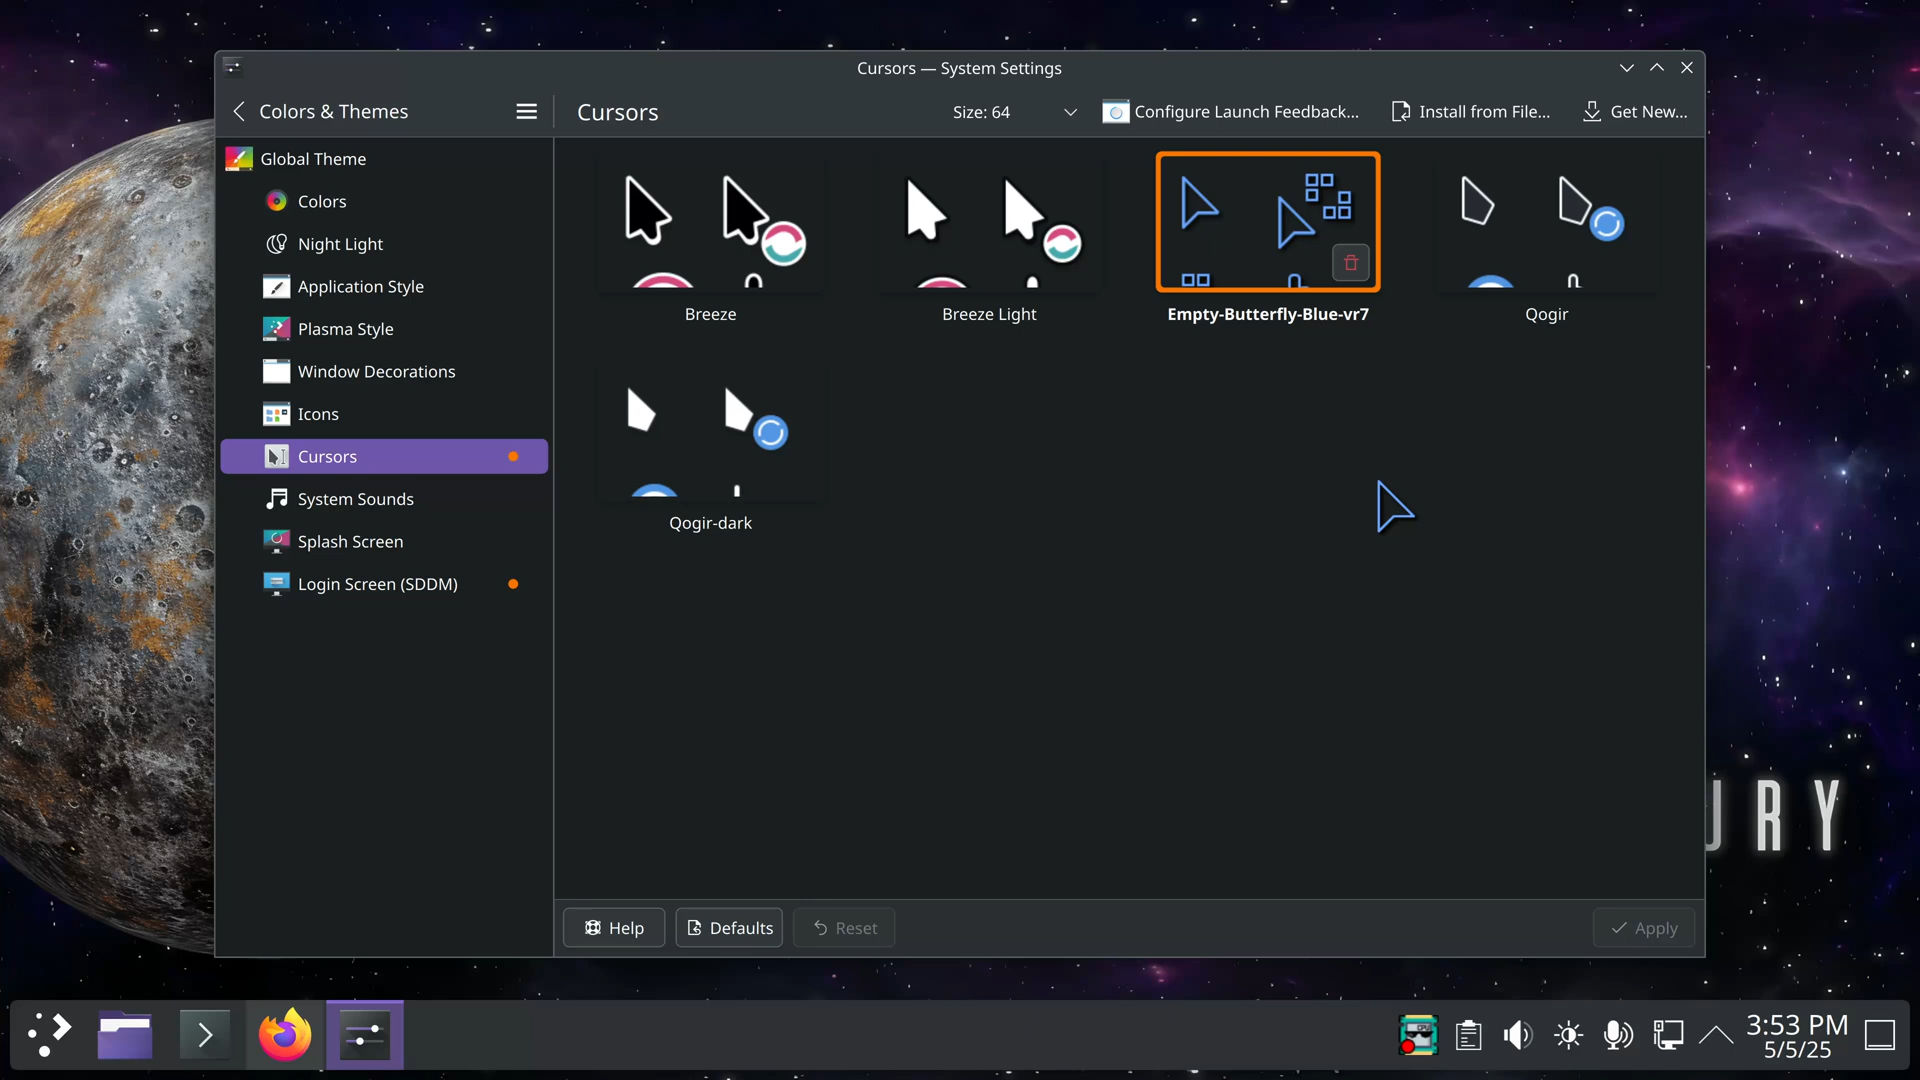 Cursors — System Settings
Colors & Themes
Cursors
Size: 64
Configure Launch Feedback...
Install from File...
Get New...
Global Theme
Colors
Night Light
Application Style
Plasma Style
Window Decorations
Icons
Cursors
System Sounds
Splash Screen
Login Screen (SDDM)
Breeze
Breeze Light
Empty-Butterfly-Blue-vr7
Qogir
Qogir-dark
URY
Help
Defaults
Reset
Apply
3:53 PM
5/5/25